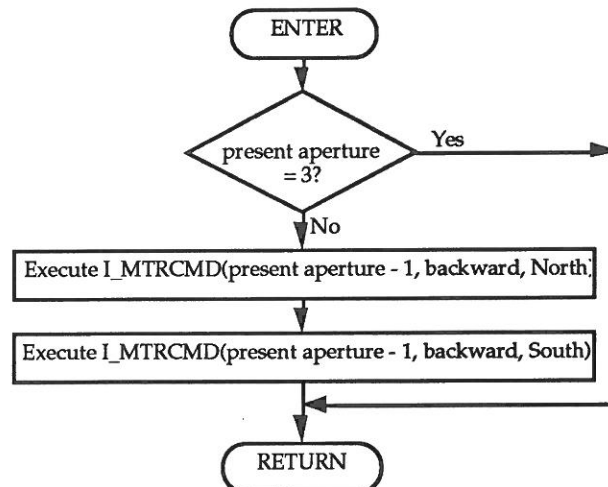 ENTER
present aperture
= 3?
Yes
No
Execute I_MTRCMD(present aperture - 1, backward, North)
Execute I_MTRCMD(present aperture - 1, backward, South)
RETURN